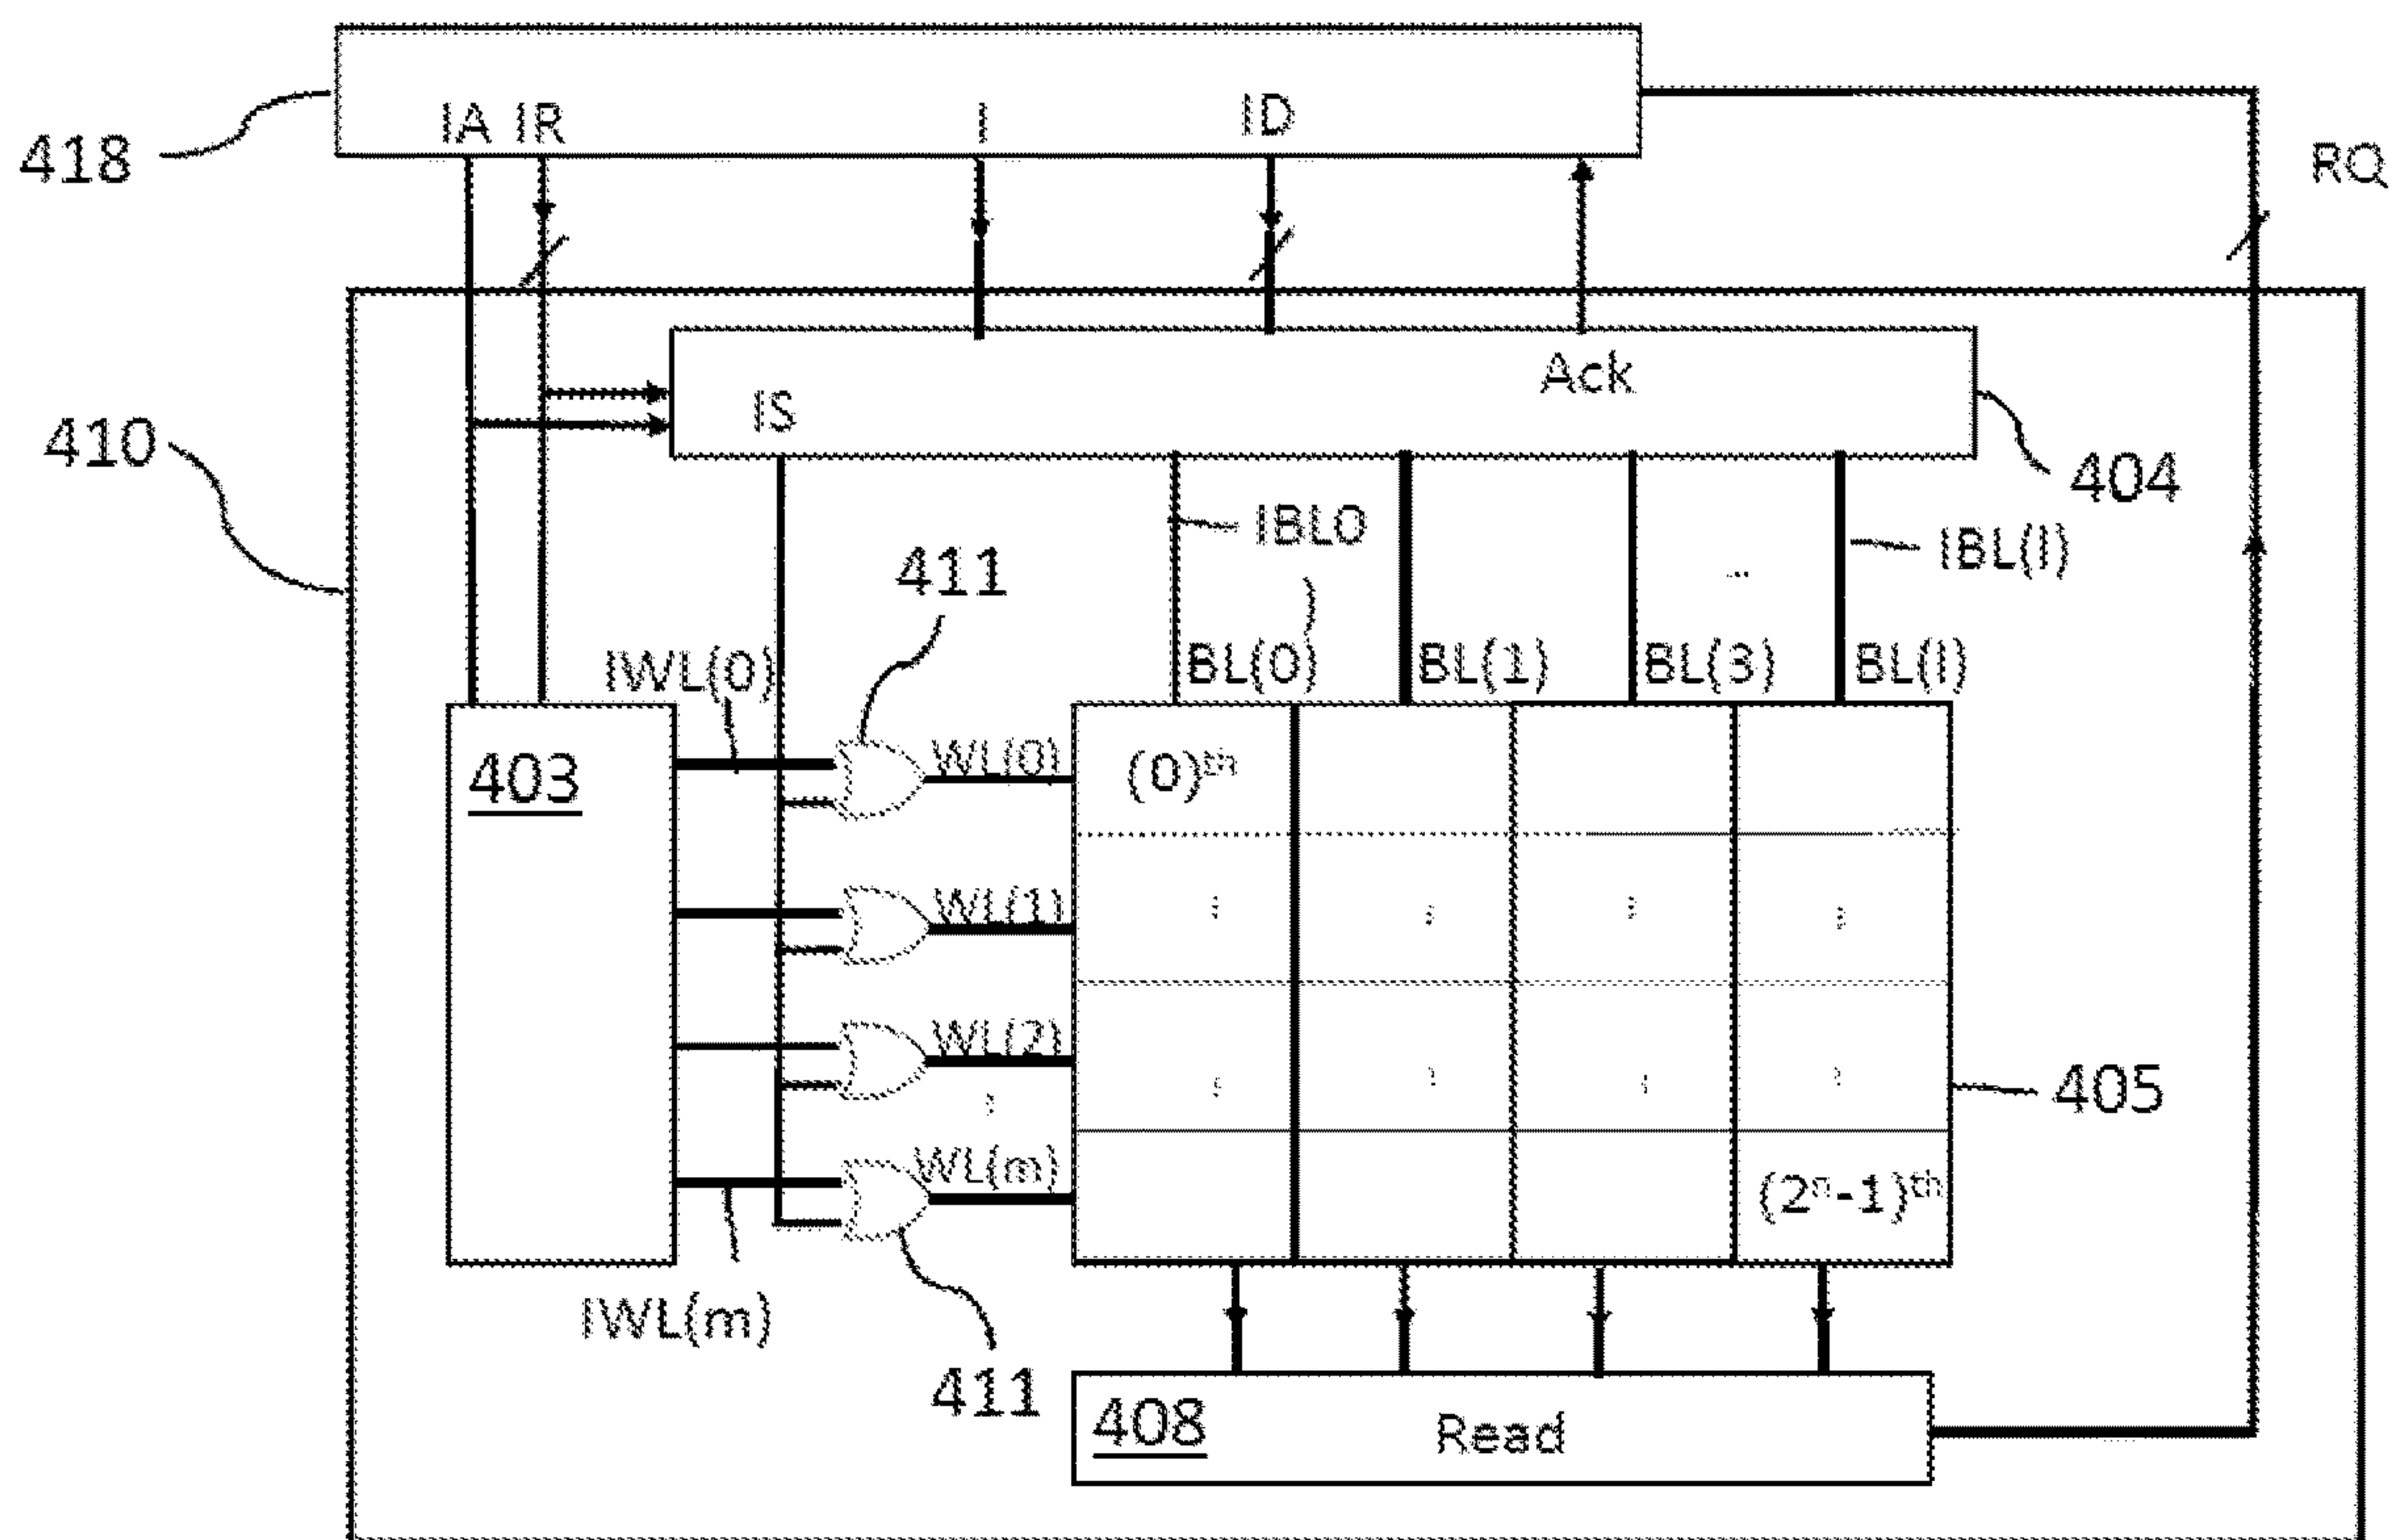 IA IR I ID
418
RQ
Ack
IS
410
404
IBL0
IBL(l)
411
IWL(0)
BL(0) BL(1) BL(3) BL(l)
403
WL(0)
(0)th
WL(1)
WL(2)
405
WL(m)
(2n-1)th
IWL(m)
411
408
Read